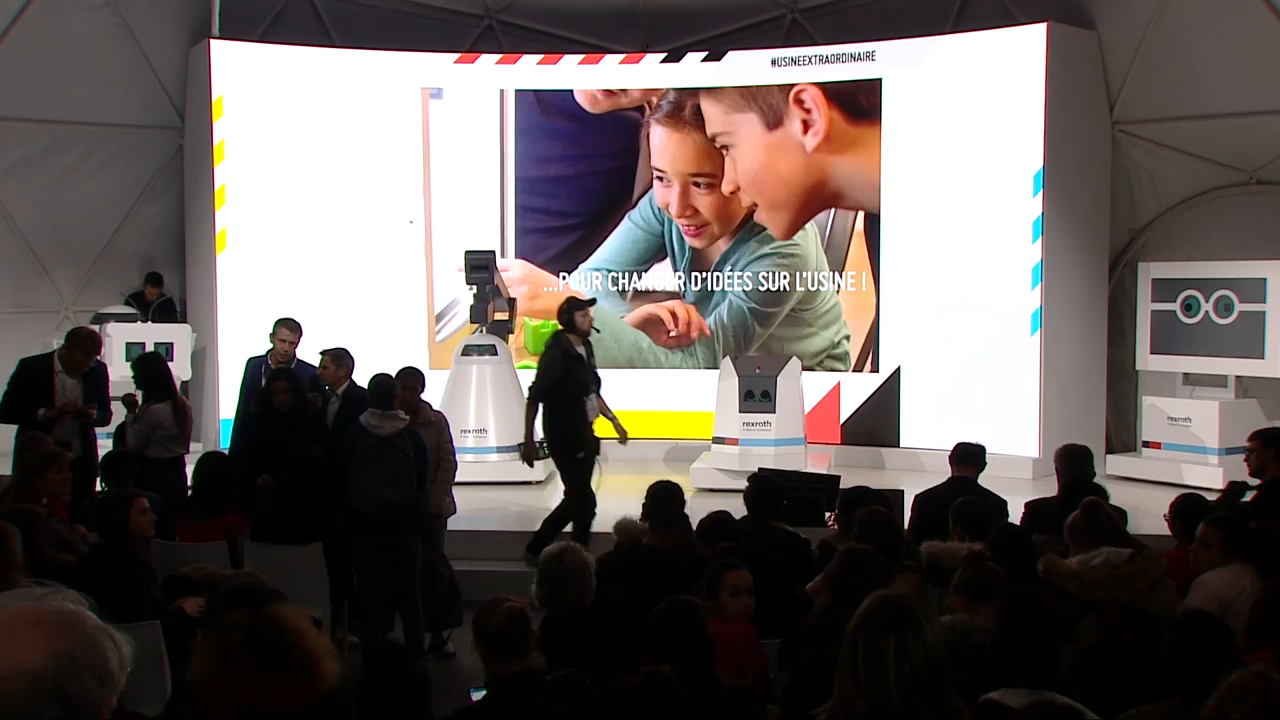 #USINEEXTRAORDINAIRE
...POUR CHANGER D'IDÉES SUR L'USINE !
rexroth
rexroth
rexroth